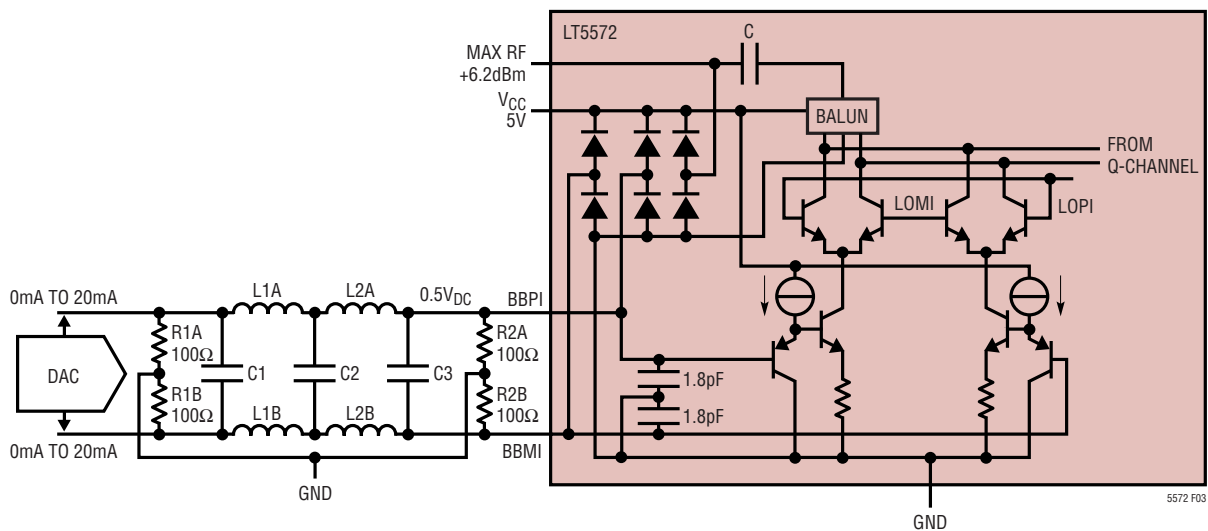 LT5572
C
MAX RF
+6.2dBm
VCC
5V
BALUN
FROM
Q-CHANNEL
LOMI
LOPI
0mA TO 20mA
L1A
L2A
0.5VDC
BBPI
R1A
100Ω
R2A
100Ω
DAC
C1
C2
C3
1.8pF
R1B
100Ω
R2B
100Ω
1.8pF
L1B
L2B
0mA TO 20mA
BBMI
GND
GND
5572 F03